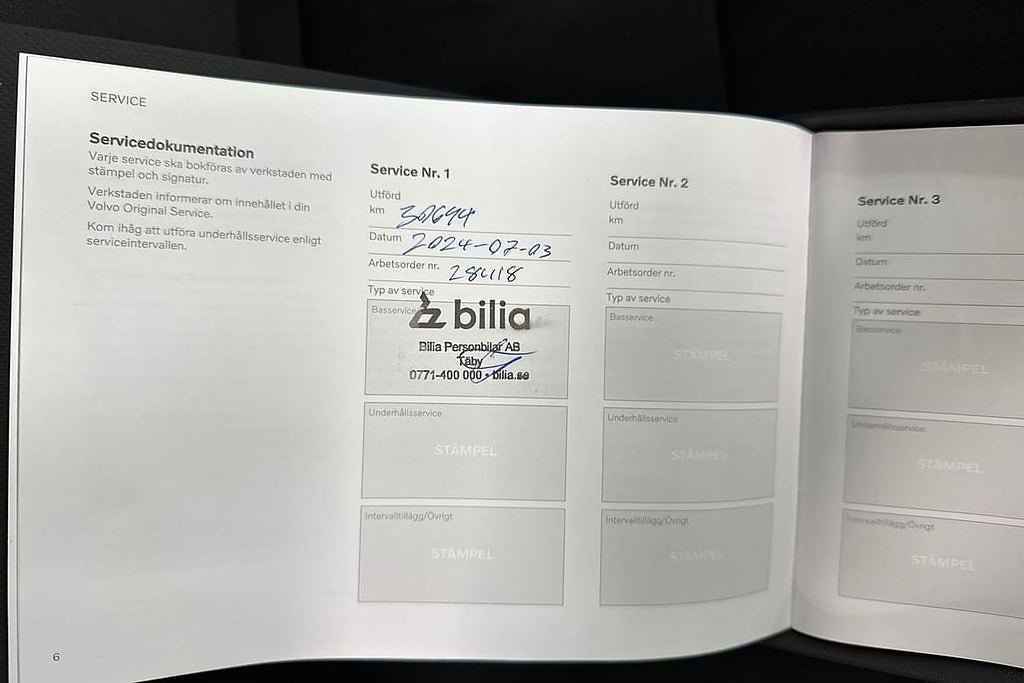 SERVICE
Servicedokumentation
Varje service ska bokföras av verkstaden med
stämpel och signatur.
Verkstaden informerar om innehållet i din
Volvo Original Service.
Kom ihåg att utföra underhållsservice enligt
serviceintervallen.
Service Nr. 1
Utförd
km 30644
Datum 2024-07-03
Arbetsorder nr. 284118
Typ av service
Basservice
bilia
Bilia Personbilar AB
Täby
0771-400 000 • bilia.se
Underhållsservice
STÄMPEL
Intervalltillägg/Övrigt
STÄMPEL
Service Nr. 2
Utförd
km
Datum
Arbetsorder nr.
Typ av service
Basservice
STÄMPEL
Underhållsservice
STÄMPEL
Intervalltillägg/Övrigt
STÄMPEL
Service Nr. 3
Utförd
km
Datum
Arbetsorder nr.
Typ av service
Basservice
STÄMPEL
Underhållsservice
STÄMPEL
Intervalltillägg/Övrigt
STÄMPEL
6